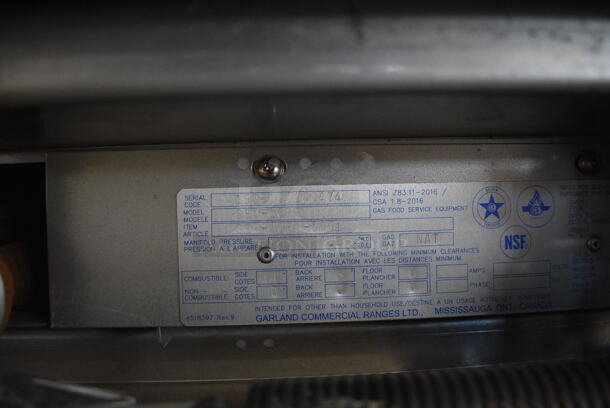 SERIAL
CODE
MODEL
MODELE
ITEM
ARTICLE
MANIFOLD PRESSURE
PRESSION A.L APPAREIL
ANSI Z83.11-2016 /
CSA 1.8-2016
GAS FOOD SERVICE EQUIPMENT
GAS NAT
GAZ
NSF
FOR INSTALLATION WITH THE FOLLOWING MINIMUM CLEARANCES
POUR INSTALLATION AVEC LES DISTANCES MINIMUM.
COMBUSTIBLE: SIDE BACK FLOOR AMPS
COTES ARRIERE PLANCHER
NON - SIDE BACK FLOOR PHASE
COMBUSTIBLE: COTES ARRIERE PLANCHER
INTENDED FOR OTHER THAN HOUSEHOLD USE/DESTINE A UN USAGE AUTRE QUE
4518397 Rev.9 GARLAND COMMERCIAL RANGES LTD., MISSISSAUGA, ONT., CANADA